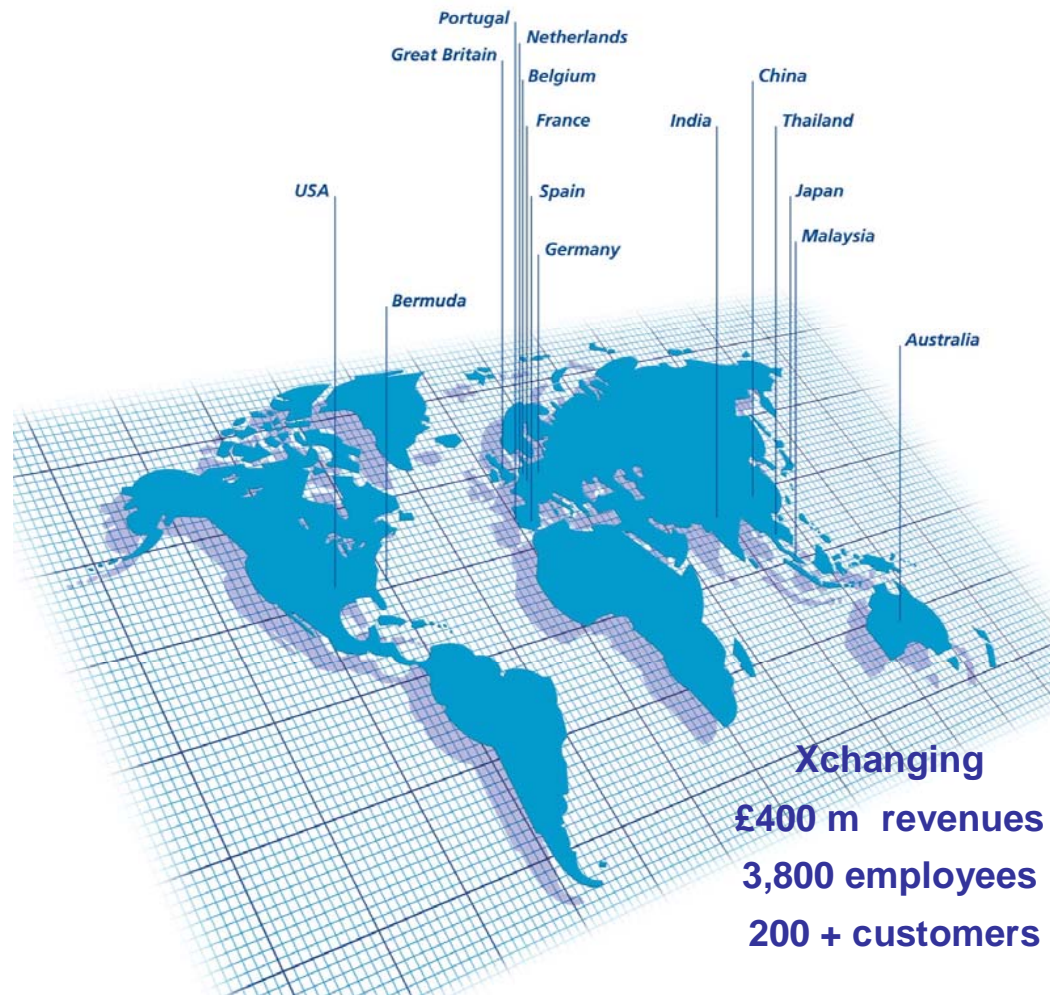 Portugal
Netherlands
Great Britain
Belgium
China
France
India
Thailand
USA
Spain
Japan
Malaysia
Germany
Bermuda
Australia
Xchanging
£400 m revenues
3,800 employees
200 + customers